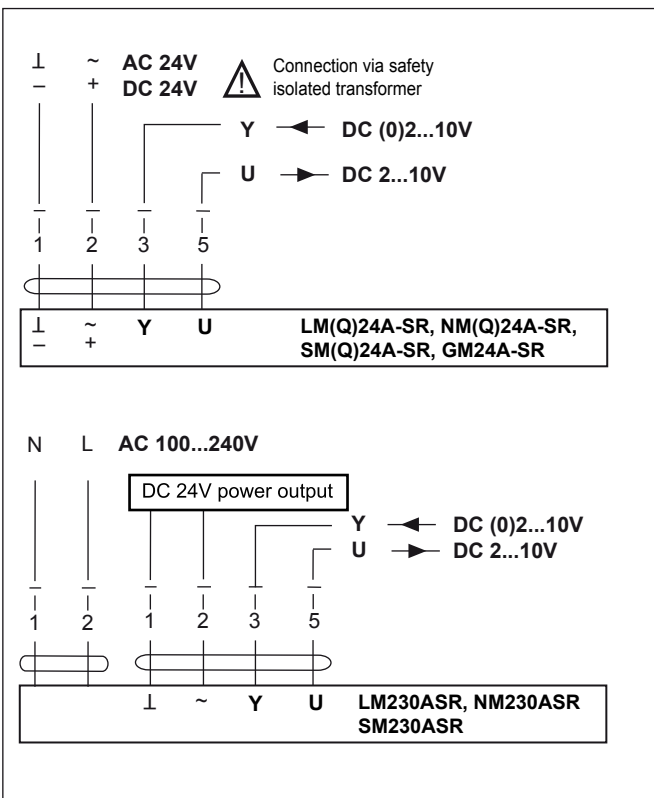 ⊥ ~ AC 24V
– + DC 24V
Connection via safety
isolated transformer
Y DC (0)2...10V
U DC 2...10V
1 2 3 5
⊥ ~ Y U LM(Q)24A-SR, NM(Q)24A-SR,
– + SM(Q)24A-SR, GM24A-SR
N L AC 100...240V
DC 24V power output
Y DC (0)2...10V
U DC 2...10V
1 2 1 2 3 5
⊥ ~ Y U LM230ASR, NM230ASR
SM230ASR